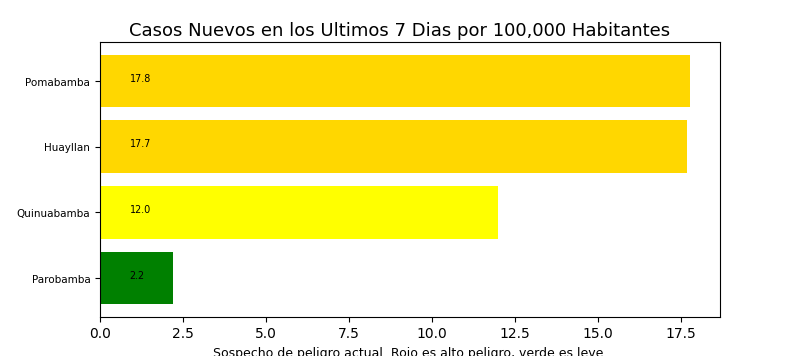 Casos Nuevos en los Ultimos 7 Dias por 100,000 Habitantes
Pomabamba
17.8
Huayllan
17.7
Quinuabamba
12.0
Parobamba
2.2
0.0 2.5 5.0 7.5 10.0 12.5 15.0 17.5
Sospecho de peligro actual. Rojo es alto peligro, verde es leve